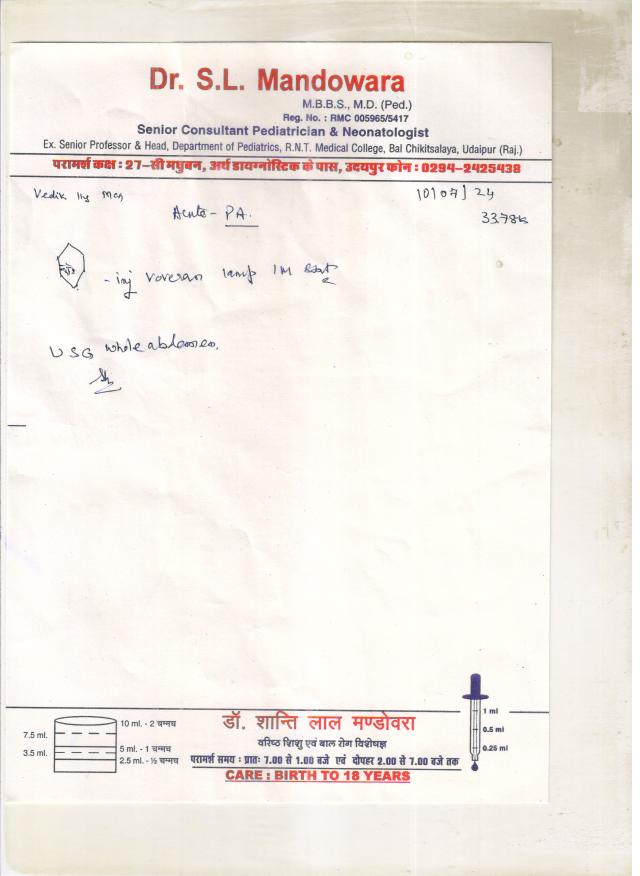 Dr. S.L. Mandowara
M.B.B.S., M.D. (Ped.)
Reg. No. : RMC 005965/5417
Senior Consultant Pediatrician & Neonatologist
Ex. Senior Professor & Head, Department of Pediatrics, R.N.T. Medical College, Bal Chikitsalaya, Udaipur (Raj.)
परामर्श कक्ष : 27-सी मधुबन, अर्थ डायग्नोस्टिक के पास, उदयपुर फोन : 0294-2425438
Vedik 11y 10/07/24
Acute - PA.
- inj voveran 1amp IM
USG whole abdomen.
10 ml. - 2 चम्मच
7.5 ml.
5 ml. - 1 चम्मच
3.5 ml.
2.5 ml. - ½ चम्मच
डॉ. शान्ति लाल मण्डोवरा
वरिष्ठ शिशु एवं बाल रोग विशेषज्ञ
परामर्श समय : प्रातः 7.00 से 1.00 बजे एवं दोपहर 2.00 से 7.00 बजे तक
CARE : BIRTH TO 18 YEARS
1 ml
0.5 ml
0.25 ml